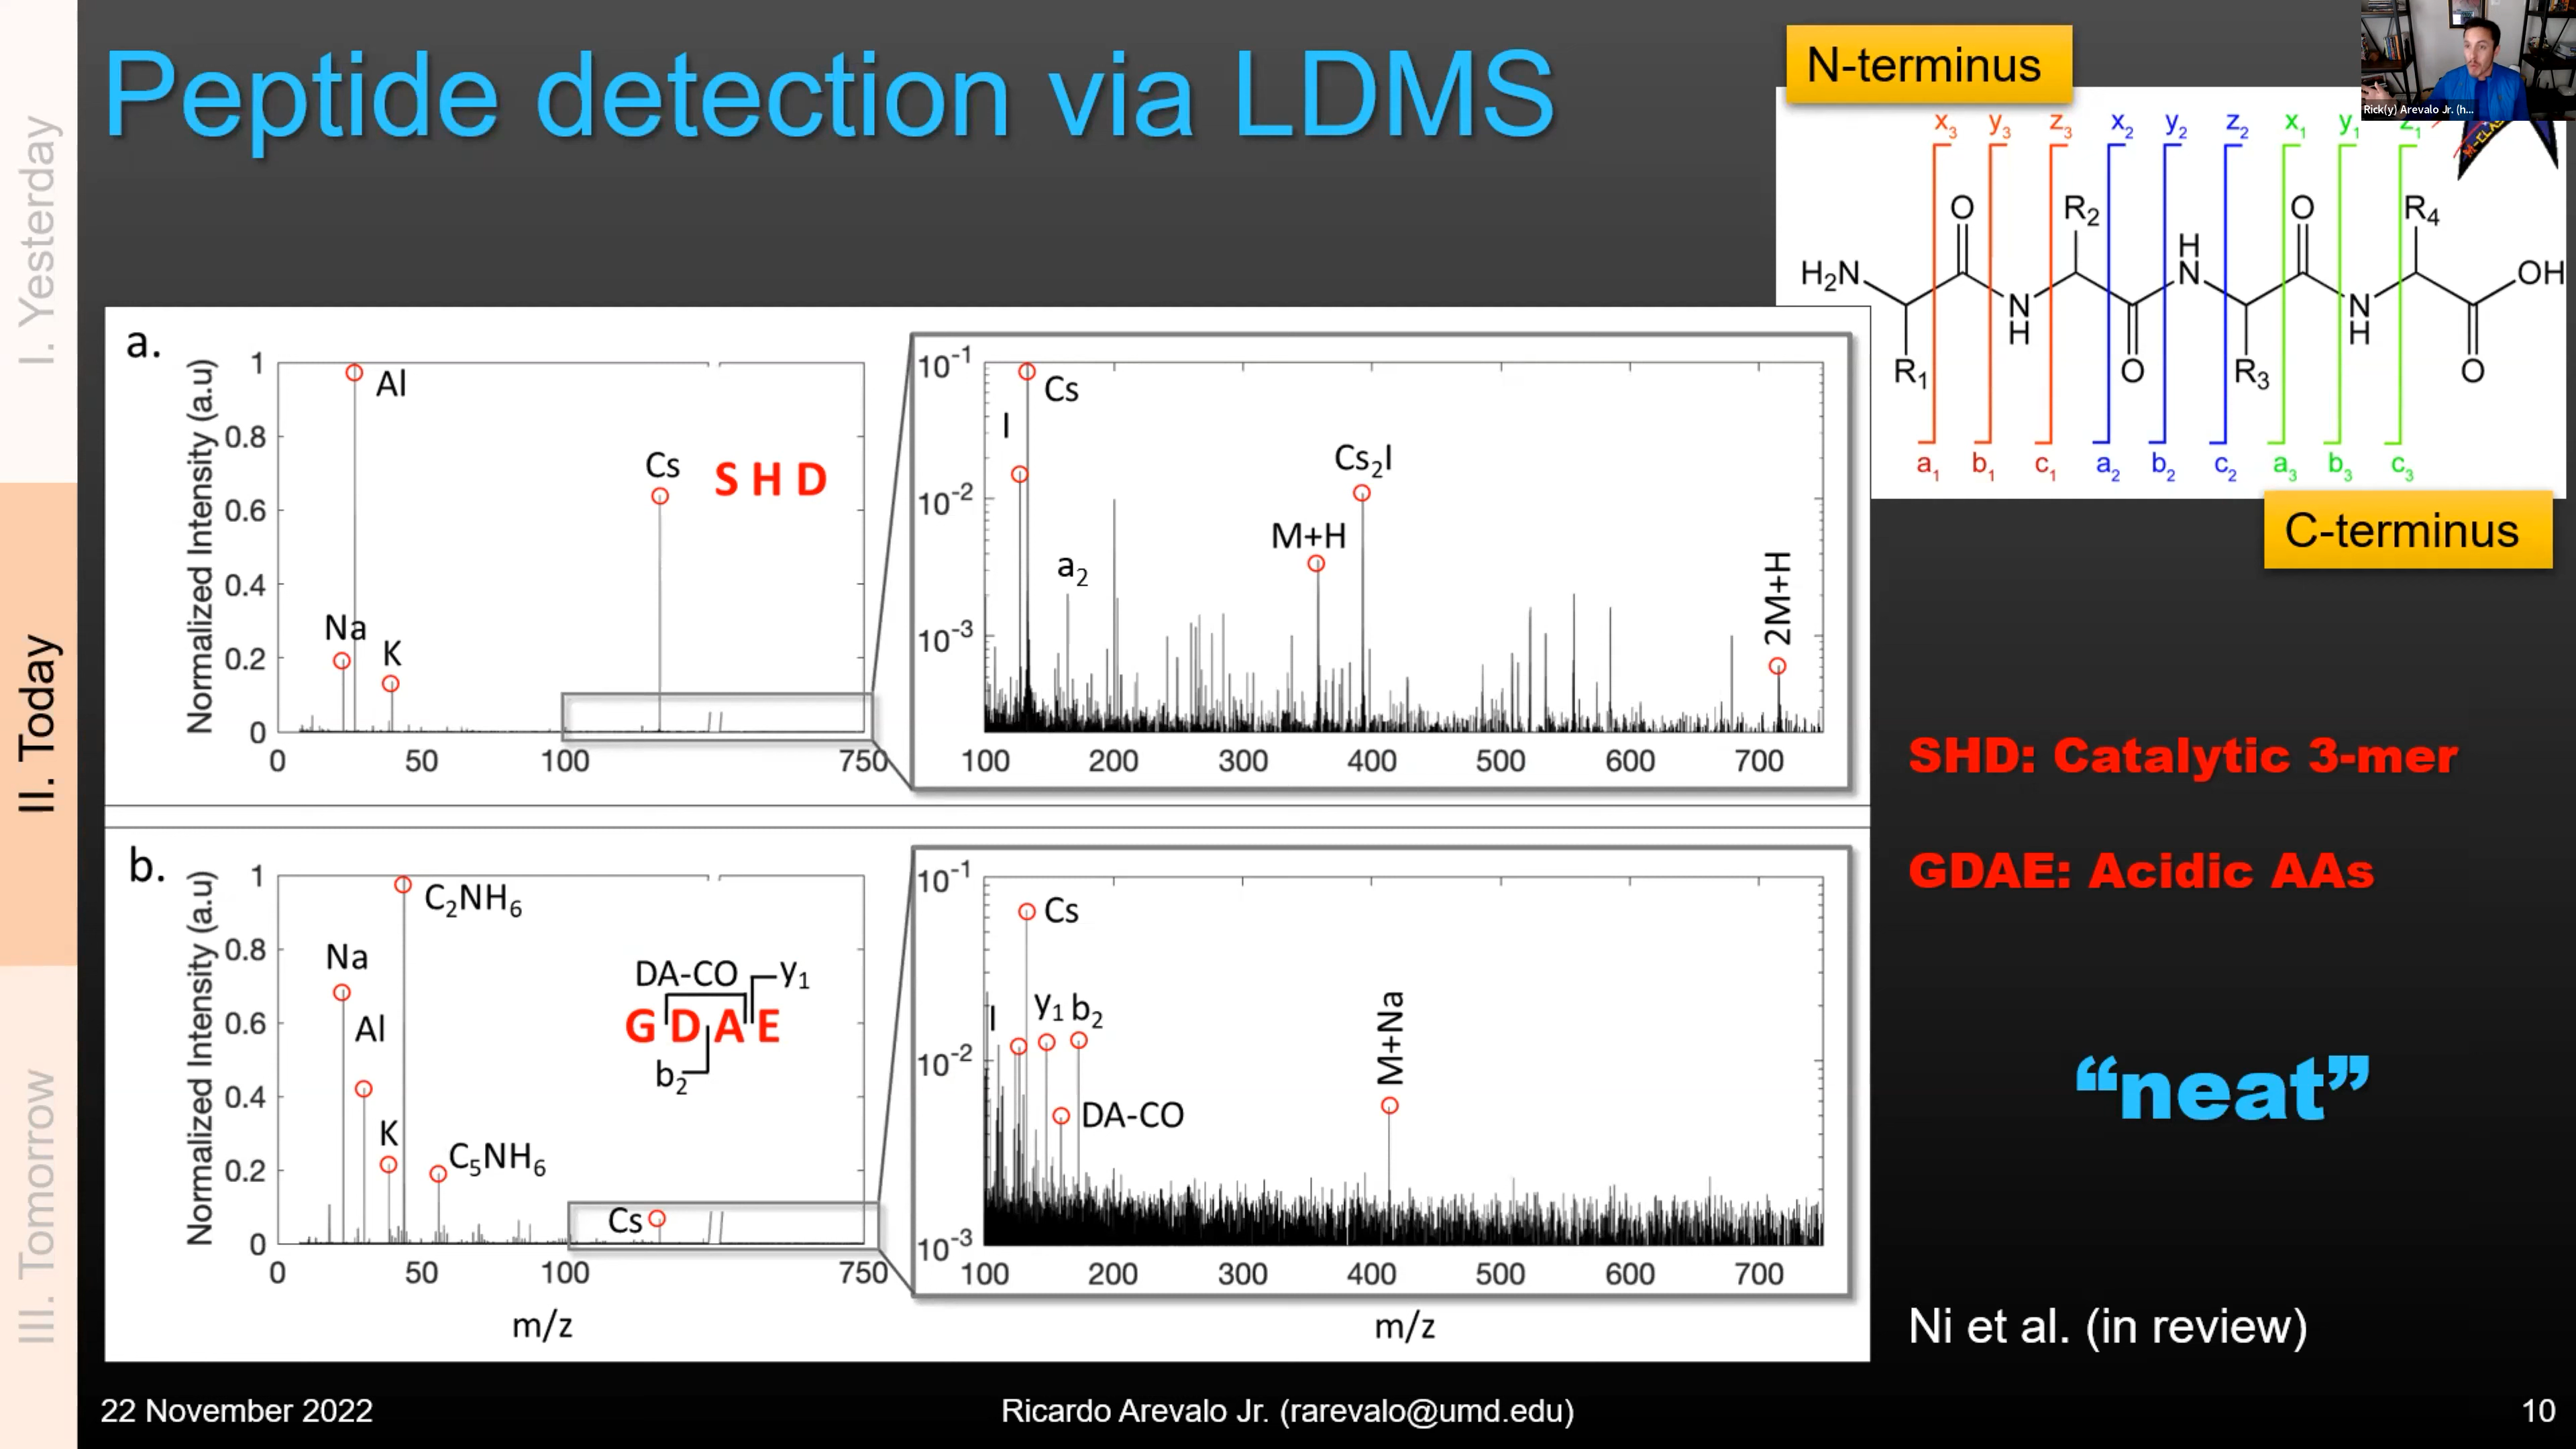 Peptide detection via LDMS
N-terminus
Rick(y) Arevalo Jr. (h...
I. Yesterday
II. Today
III. Tomorrow
x3 y3 z3 x2 y2 z2 x1 y1 z1
O R2 O R4
H
H2N N OH
N N
H H
R1 O R3 O
a1 b1 c1 a2 b2 c2 a3 b3 c3
C-terminus
a.
Normalized Intensity (a.u)
1
0.8
0.6
0.4
0.2
0
Al
Na
K
Cs
S H D
0 50 100 750
10-1
10-2
10-3
I
Cs
a2
M+H
Cs2I
2M+H
100 200 300 400 500 600 700
SHD: Catalytic 3-mer
GDAE: Acidic AAs
b.
Normalized Intensity (a.u)
1
0.8
0.6
0.4
0.2
0
C2NH6
Na
Al
K
C5NH6
DA-CO y1
G D A E
b2
Cs
0 50 100 750
m/z
10-1
10-2
10-3
Cs
I
y1 b2
DA-CO
M+Na
100 200 300 400 500 600 700
m/z
“neat”
Ni et al. (in review)
22 November 2022
Ricardo Arevalo Jr. (rarevalo@umd.edu)
10